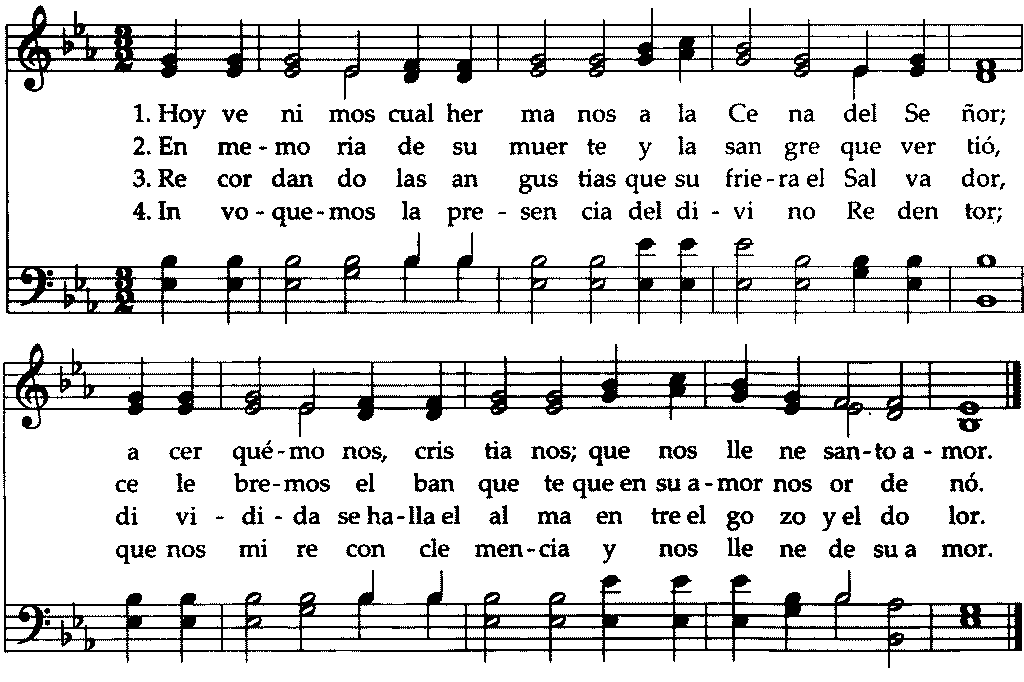 3 2
1. Hoy ve ni mos cual her ma nos a la Ce na del Se ñor;
2. En me - mo ria de su muer te y la san gre que ver tió,
3. Re cor dan do las an gus tias que su frie - ra el Sal va dor,
4. In vo - que - mos la pre - sen cia del di - vi no Re den tor;
3 2
a cer qué - mo nos, cris tia nos; que nos lle ne san - to a - mor.
ce le bre - mos el ban que te que en su a - mor nos or de nó.
di vi - di - da se ha - lla el al ma en tre el go zo y el do lor.
que nos mi re con cle men - cia y nos lle ne de su a mor.